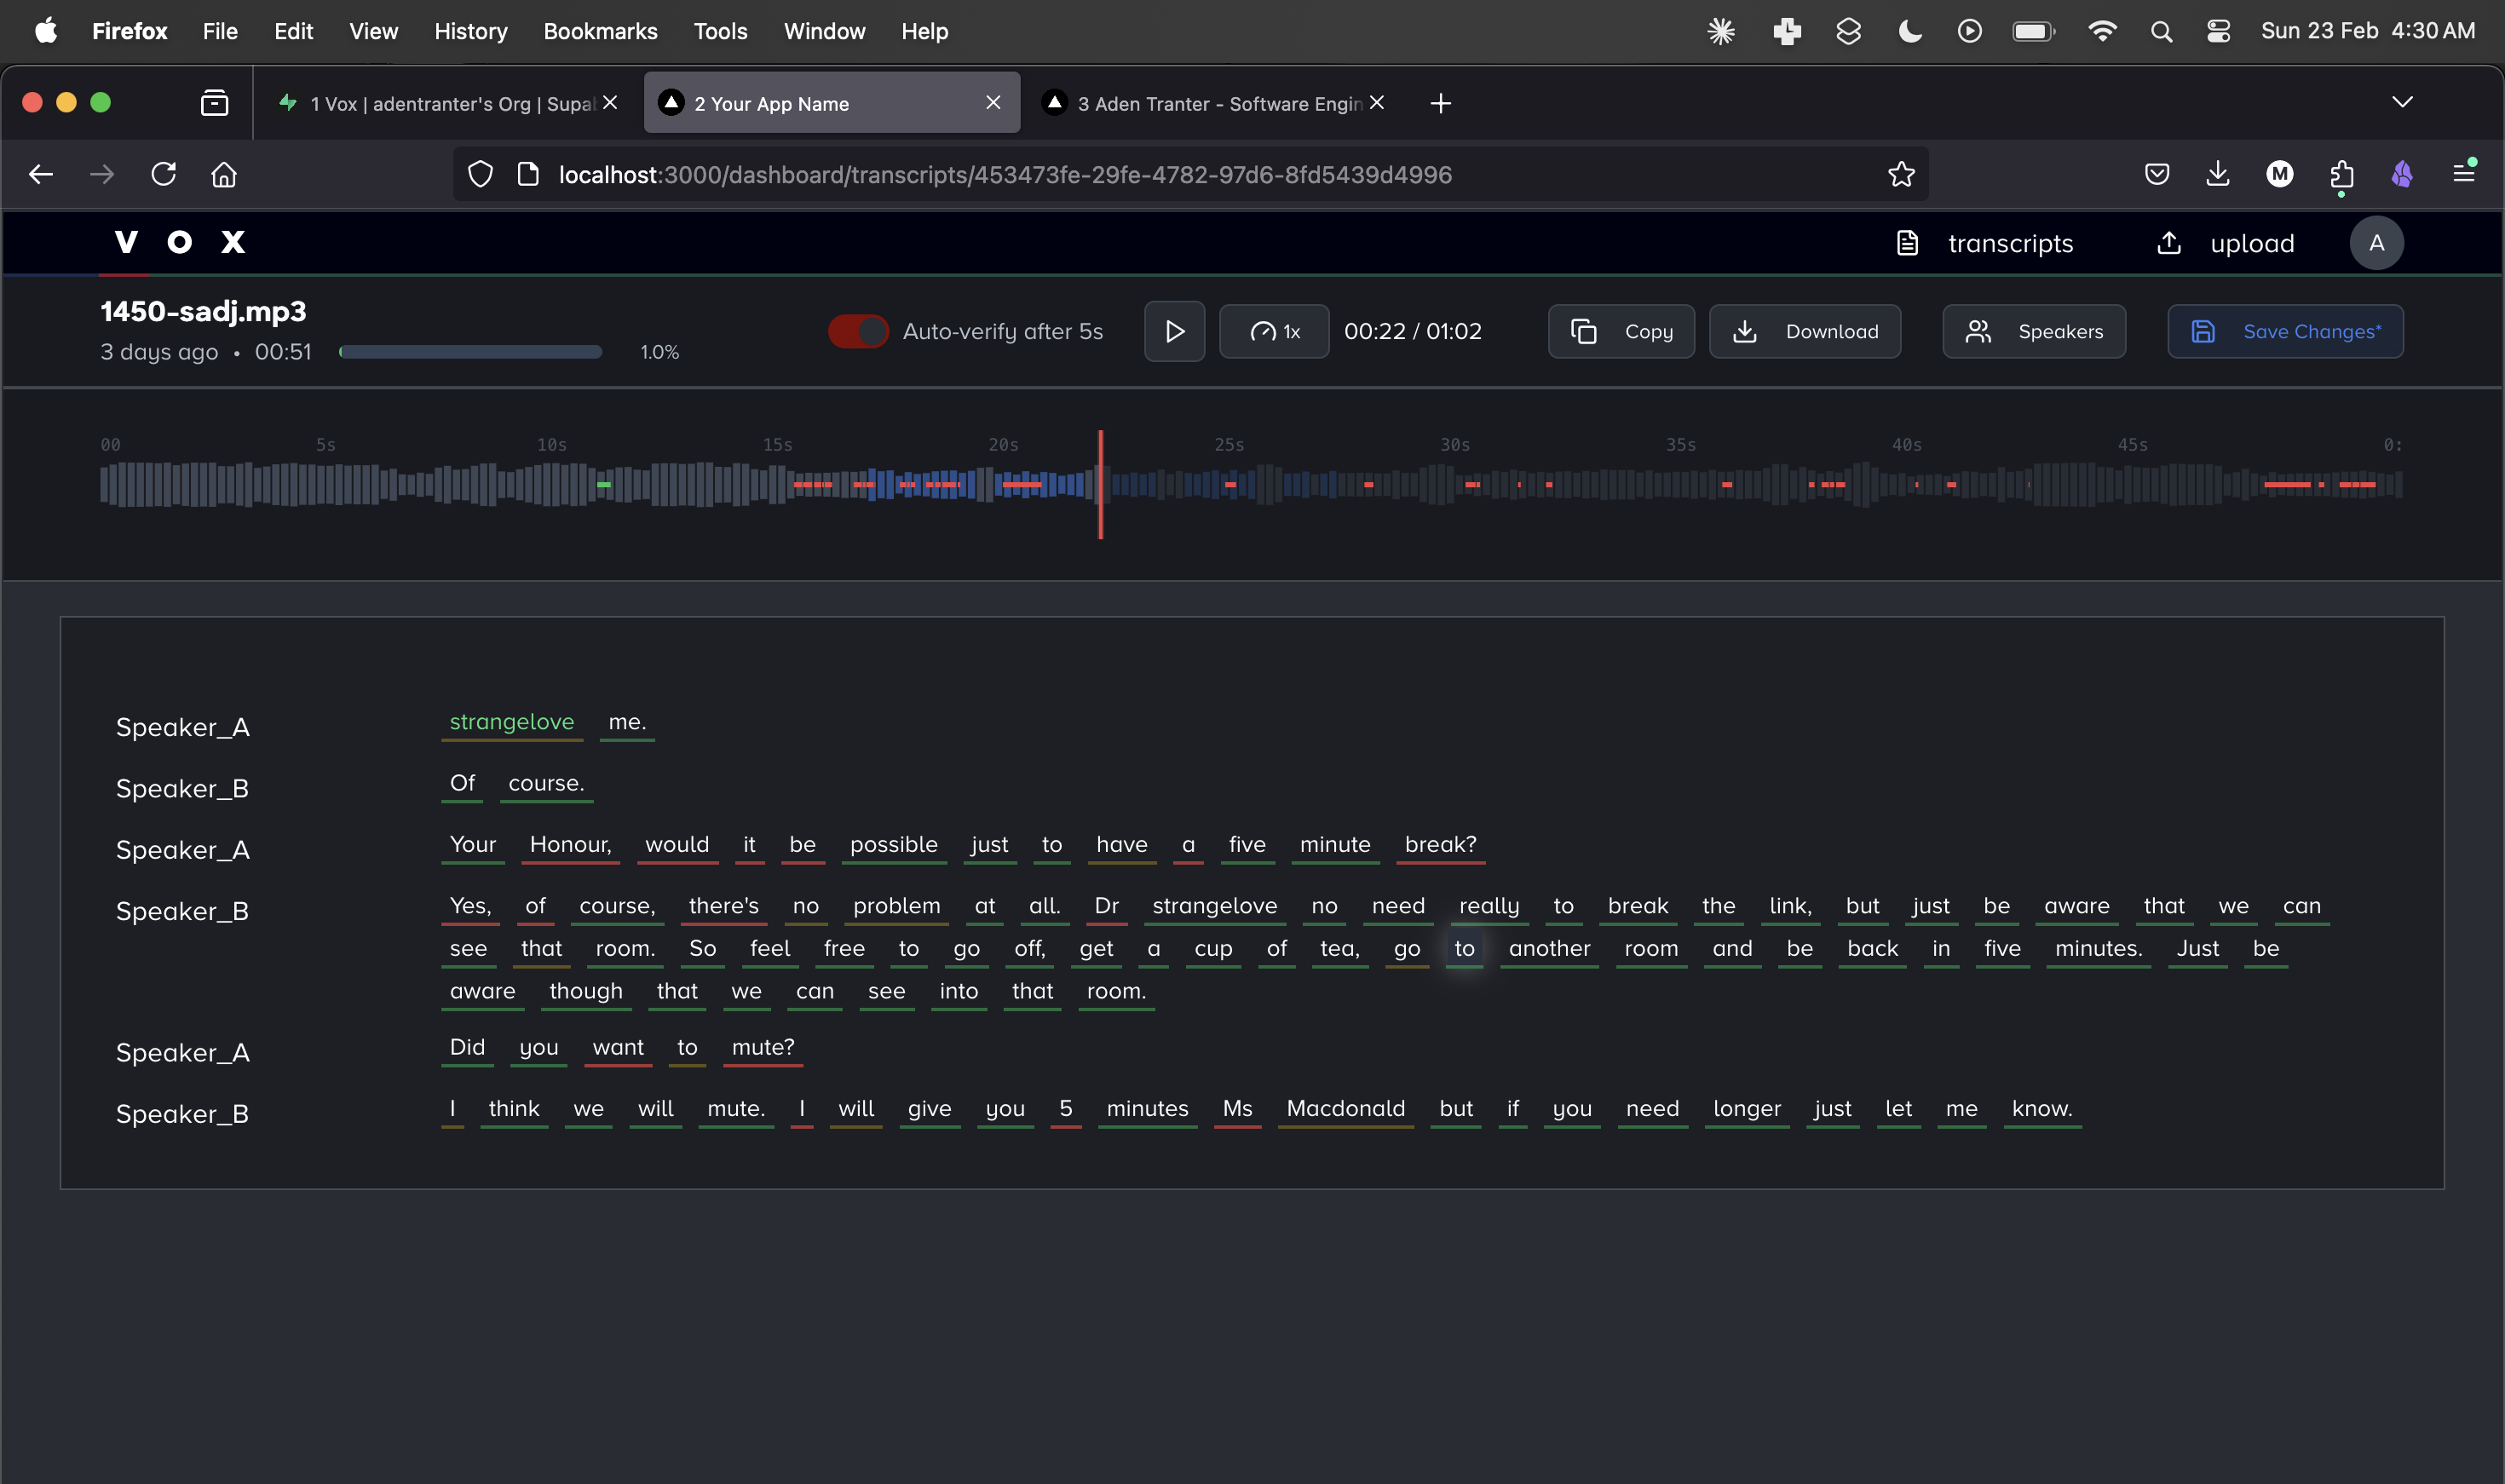 Firefox File Edit View History Bookmarks Tools Window Help Sun 23 Feb 4:30 AM
1 Vox | adentranter's Org | Supab 2 Your App Name 3 Aden Tranter - Software Engin
localhost:3000/dashboard/transcripts/453473fe-29fe-4782-97d6-8fd5439d4996 M
VOX transcripts upload A
1450-sadj.mp3
3 days ago • 00:51 1.0%
Auto-verify after 5s 1x 00:22 / 01:02 Copy Download Speakers Save Changes*
00 5s 10s 15s 20s 25s 30s 35s 40s 45s 0:
Speaker_A strangelove me.
Speaker_B Of course.
Speaker_A Your Honour, would it be possible just to have a five minute break?
Speaker_B Yes, of course, there's no problem at all. Dr strangelove no need really to break the link, but just be aware that we can
see that room. So feel free to go off, get a cup of tea, go to another room and be back in five minutes. Just be
aware though that we can see into that room.
Speaker_A Did you want to mute?
Speaker_B I think we will mute. I will give you 5 minutes Ms Macdonald but if you need longer just let me know.